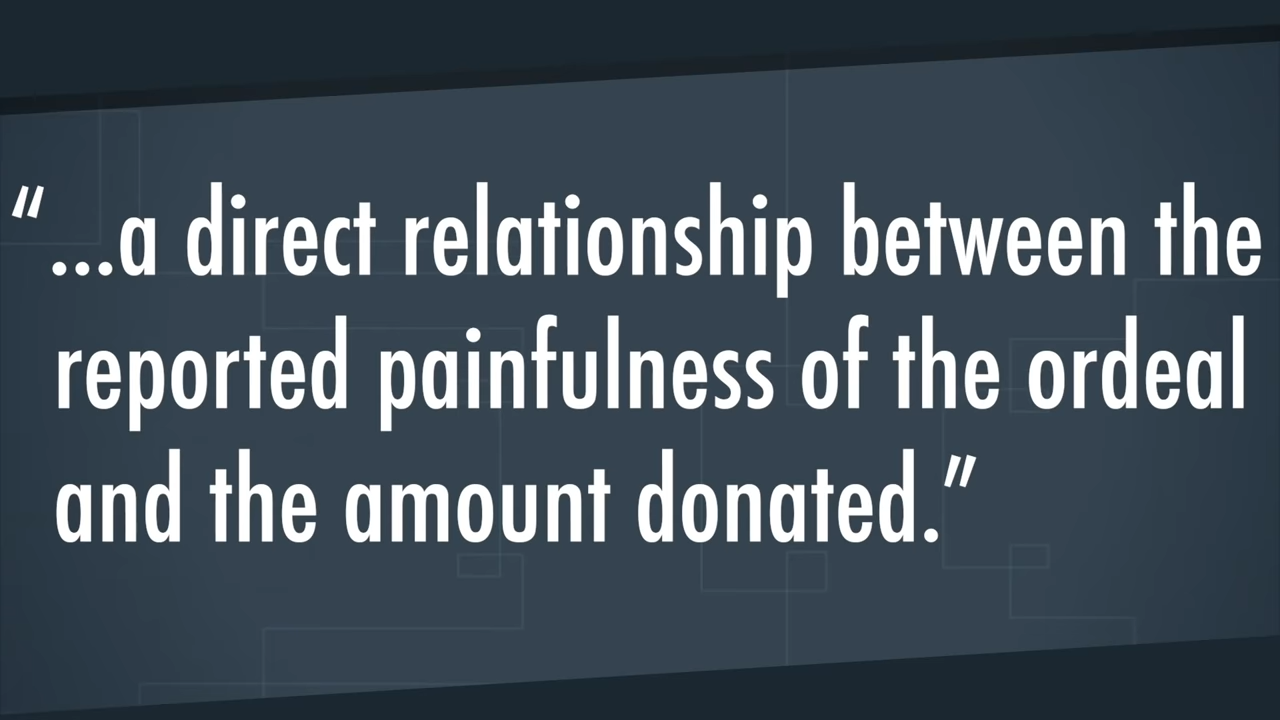 “...a direct relationship between the
reported painfulness of the ordeal
and the amount donated.”